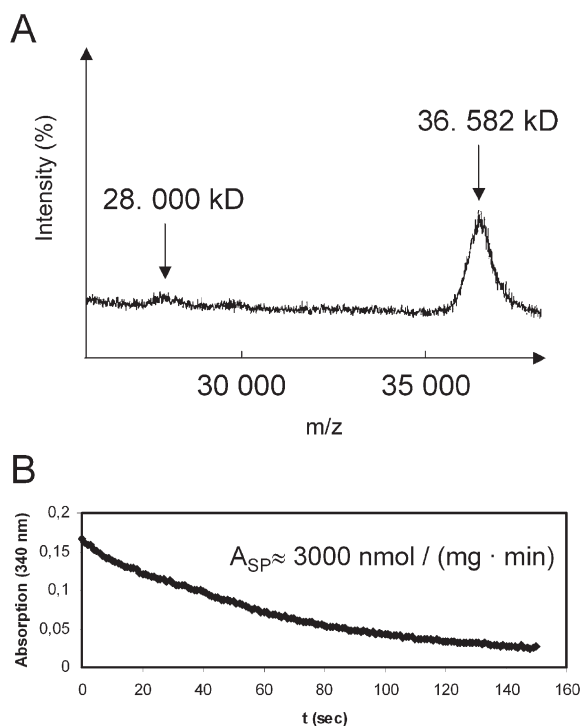 A
Intensity (%)
36. 582 kD
28. 000 kD
30 000
35 000
m/z
B
Absorption (340 nm)
0,2
0,15
0,1
0,05
0
A_SP≈ 3000 nmol / (mg · min)
0 20 40 60 80 100 120 140 160
t (sec)